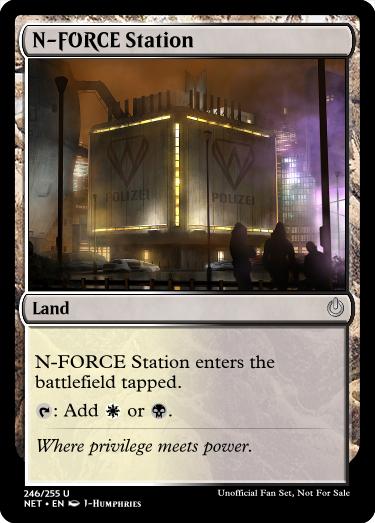 N-FORCE Station
POLIZEI
POLIZEI
Land
N-FORCE Station enters the
battlefield tapped.
: Add or .
Where privilege meets power.
246/255 U
Unofficial Fan Set, Not For Sale
NET • EN J-Humphries